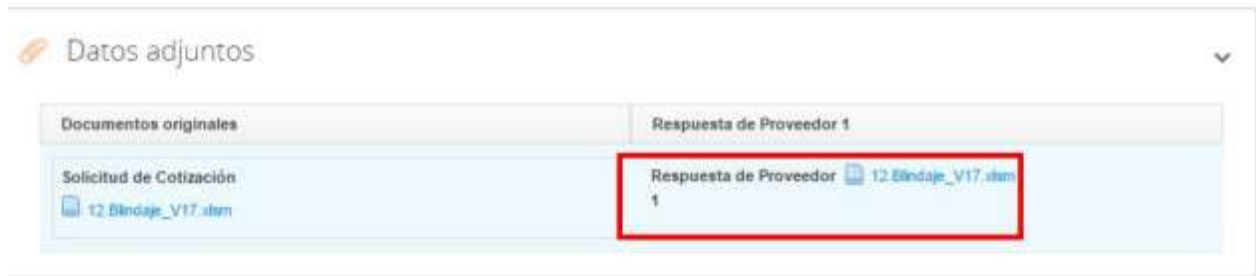 Datos adjuntos
Documentos originales
Respuesta de Proveedor 1
Solicitud de Cotización
12 Blindaje_V17.xlsm
Respuesta de Proveedor 12 Blindaje_V17.xlsm
1